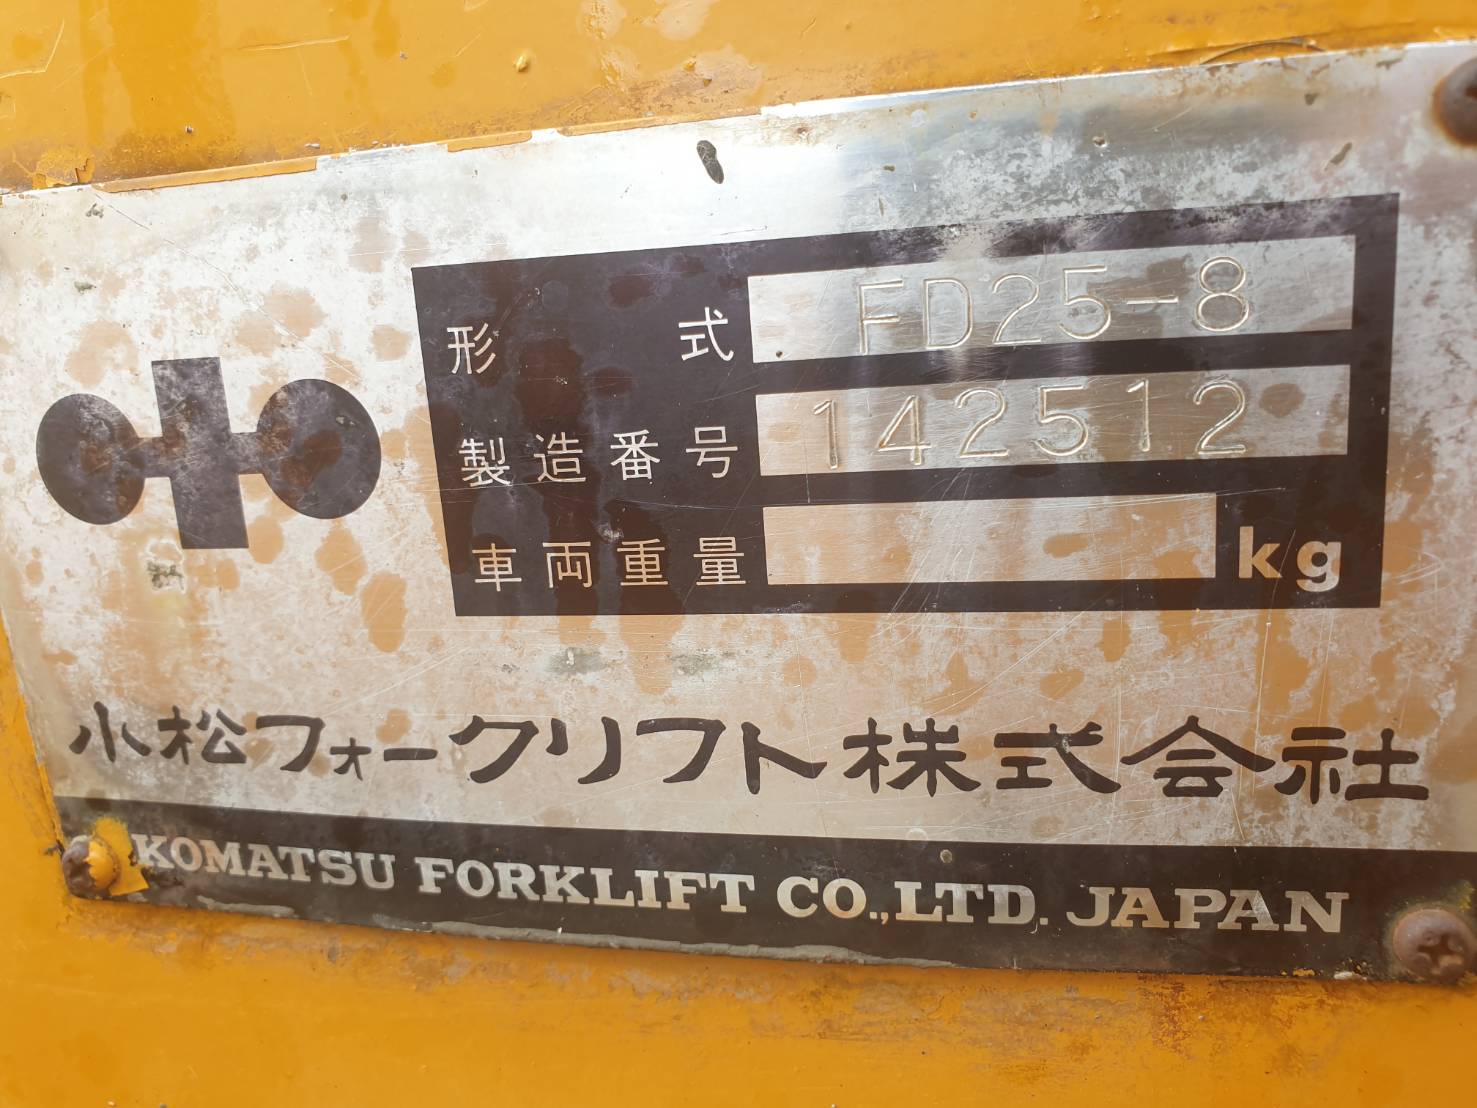 形式 FD25-8
製造番号 142512
車両重量 kg
小松フォークリフト株式会社
KOMATSU FORKLIFT CO.,LTD. JAPAN